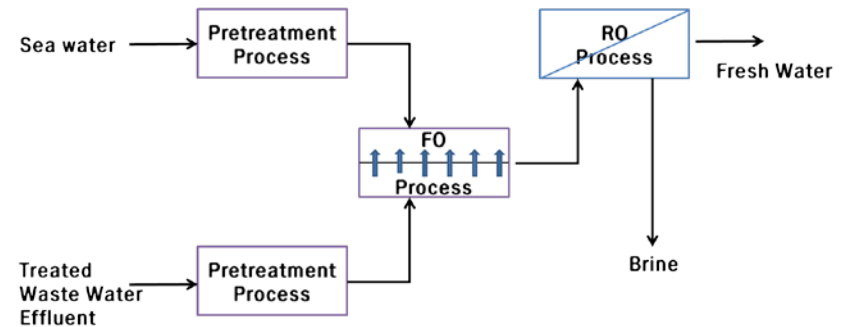 Sea water
Pretreatment
Process
RO
Process
Fresh Water
FO
Process
Treated
Waste Water
Effluent
Pretreatment
Process
Brine